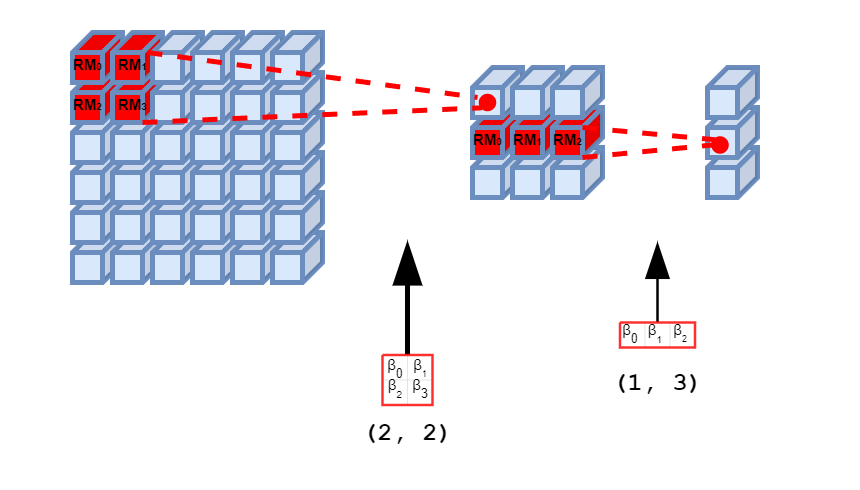 RM₀ RM₁
RM₂ RM₃
RM₀ RM₁ RM₂
β₀ β₁ β₂
β₀ β₁
β₂ β₃
(1, 3)
(2, 2)